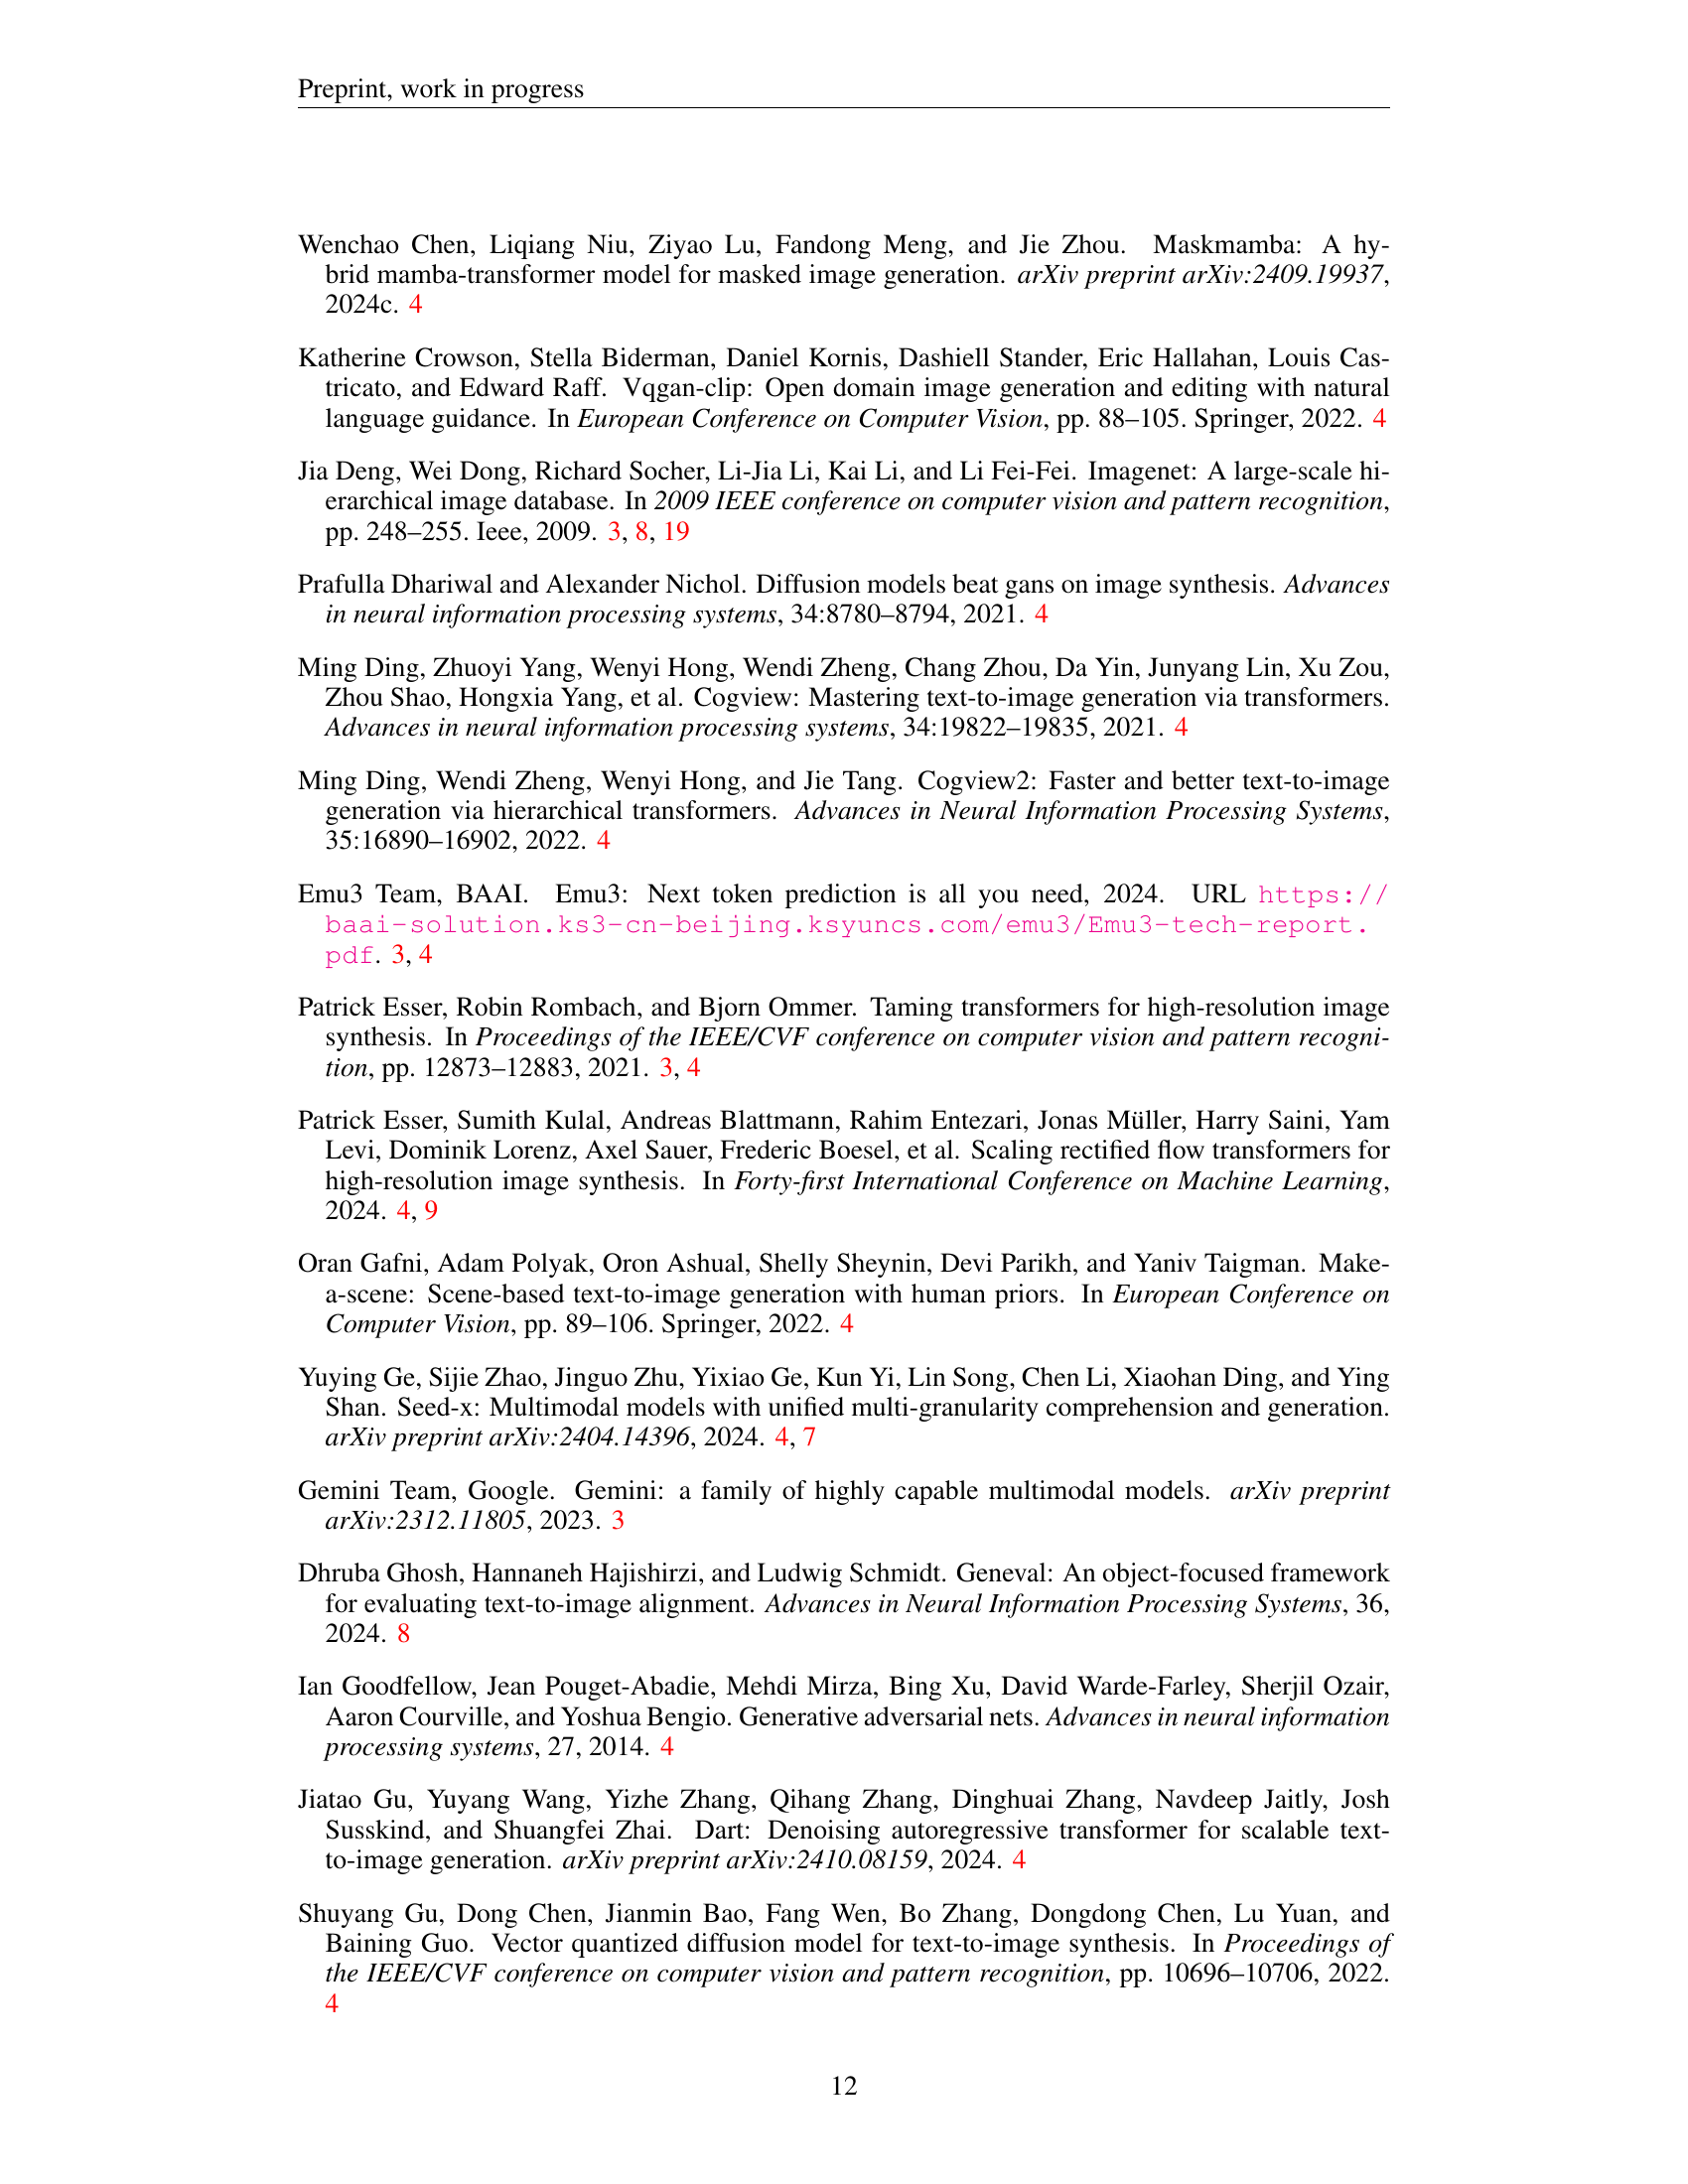 Preprint, work in progress
Wenchao Chen, Liqiang Niu, Ziyao Lu, Fandong Meng, and Jie Zhou. Maskmamba: A hy-
brid mamba-transformer model for masked image generation. arXiv preprint arXiv:2409.19937,
2024c. 4
Katherine Crowson, Stella Biderman, Daniel Kornis, Dashiell Stander, Eric Hallahan, Louis Cas-
tricato, and Edward Raff. Vqgan-clip: Open domain image generation and editing with natural
language guidance. In European Conference on Computer Vision, pp. 88–105. Springer, 2022. 4
Jia Deng, Wei Dong, Richard Socher, Li-Jia Li, Kai Li, and Li Fei-Fei. Imagenet: A large-scale hi-
erarchical image database. In 2009 IEEE conference on computer vision and pattern recognition,
pp. 248–255. Ieee, 2009. 3, 8, 19
Prafulla Dhariwal and Alexander Nichol. Diffusion models beat gans on image synthesis. Advances
in neural information processing systems, 34:8780–8794, 2021. 4
Ming Ding, Zhuoyi Yang, Wenyi Hong, Wendi Zheng, Chang Zhou, Da Yin, Junyang Lin, Xu Zou,
Zhou Shao, Hongxia Yang, et al. Cogview: Mastering text-to-image generation via transformers.
Advances in neural information processing systems, 34:19822–19835, 2021. 4
Ming Ding, Wendi Zheng, Wenyi Hong, and Jie Tang. Cogview2: Faster and better text-to-image
generation via hierarchical transformers. Advances in Neural Information Processing Systems,
35:16890–16902, 2022. 4
Emu3 Team, BAAI. Emu3: Next token prediction is all you need, 2024. URL https://
baai-solution.ks3-cn-beijing.ksyuncs.com/emu3/Emu3-tech-report.
pdf. 3, 4
Patrick Esser, Robin Rombach, and Bjorn Ommer. Taming transformers for high-resolution image
synthesis. In Proceedings of the IEEE/CVF conference on computer vision and pattern recogni-
tion, pp. 12873–12883, 2021. 3, 4
Patrick Esser, Sumith Kulal, Andreas Blattmann, Rahim Entezari, Jonas Müller, Harry Saini, Yam
Levi, Dominik Lorenz, Axel Sauer, Frederic Boesel, et al. Scaling rectified flow transformers for
high-resolution image synthesis. In Forty-first International Conference on Machine Learning,
2024. 4, 9
Oran Gafni, Adam Polyak, Oron Ashual, Shelly Sheynin, Devi Parikh, and Yaniv Taigman. Make-
a-scene: Scene-based text-to-image generation with human priors. In European Conference on
Computer Vision, pp. 89–106. Springer, 2022. 4
Yuying Ge, Sijie Zhao, Jinguo Zhu, Yixiao Ge, Kun Yi, Lin Song, Chen Li, Xiaohan Ding, and Ying
Shan. Seed-x: Multimodal models with unified multi-granularity comprehension and generation.
arXiv preprint arXiv:2404.14396, 2024. 4, 7
Gemini Team, Google. Gemini: a family of highly capable multimodal models. arXiv preprint
arXiv:2312.11805, 2023. 3
Dhruba Ghosh, Hannaneh Hajishirzi, and Ludwig Schmidt. Geneval: An object-focused framework
for evaluating text-to-image alignment. Advances in Neural Information Processing Systems, 36,
2024. 8
Ian Goodfellow, Jean Pouget-Abadie, Mehdi Mirza, Bing Xu, David Warde-Farley, Sherjil Ozair,
Aaron Courville, and Yoshua Bengio. Generative adversarial nets. Advances in neural information
processing systems, 27, 2014. 4
Jiatao Gu, Yuyang Wang, Yizhe Zhang, Qihang Zhang, Dinghuai Zhang, Navdeep Jaitly, Josh
Susskind, and Shuangfei Zhai. Dart: Denoising autoregressive transformer for scalable text-
to-image generation. arXiv preprint arXiv:2410.08159, 2024. 4
Shuyang Gu, Dong Chen, Jianmin Bao, Fang Wen, Bo Zhang, Dongdong Chen, Lu Yuan, and
Baining Guo. Vector quantized diffusion model for text-to-image synthesis. In Proceedings of
the IEEE/CVF conference on computer vision and pattern recognition, pp. 10696–10706, 2022.
4
12